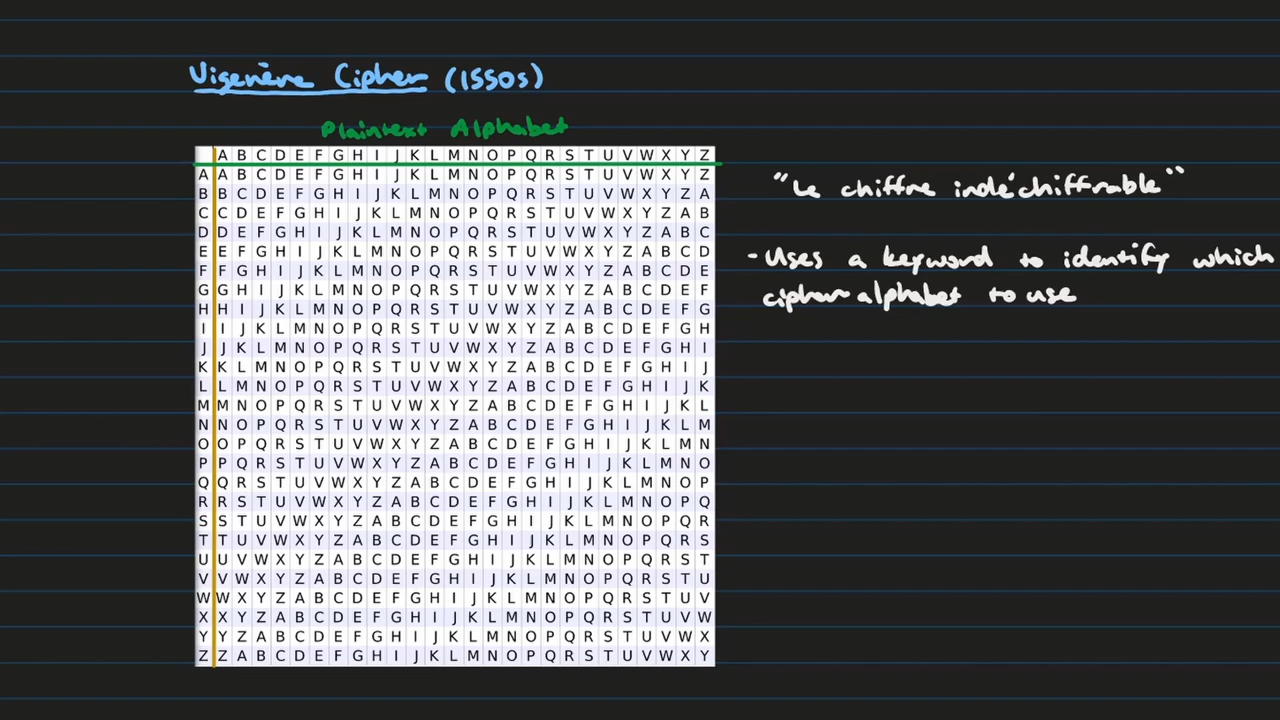 Vigenère Cipher (1550s)
Plaintext Alphabet
A B C D E F G H I J K L M N O P Q R S T U V W X Y Z
A A B C D E F G H I J K L M N O P Q R S T U V W X Y Z
B B C D E F G H I J K L M N O P Q R S T U V W X Y Z A
"Le chiffre indéchiffrable"
C C D E F G H I J K L M N O P Q R S T U V W X Y Z A B
D D E F G H I J K L M N O P Q R S T U V W X Y Z A B C
E E F G H I J K L M N O P Q R S T U V W X Y Z A B C D
- Uses a keyword to identify which
F F G H I J K L M N O P Q R S T U V W X Y Z A B C D E
G G H I J K L M N O P Q R S T U V W X Y Z A B C D E F
cipher alphabet to use
H H I J K L M N O P Q R S T U V W X Y Z A B C D E F G
I I J K L M N O P Q R S T U V W X Y Z A B C D E F G H
J J K L M N O P Q R S T U V W X Y Z A B C D E F G H I
K K L M N O P Q R S T U V W X Y Z A B C D E F G H I J
L L M N O P Q R S T U V W X Y Z A B C D E F G H I J K
M M N O P Q R S T U V W X Y Z A B C D E F G H I J K L
N N O P Q R S T U V W X Y Z A B C D E F G H I J K L M
O O P Q R S T U V W X Y Z A B C D E F G H I J K L M N
P P Q R S T U V W X Y Z A B C D E F G H I J K L M N O
Q Q R S T U V W X Y Z A B C D E F G H I J K L M N O P
R R S T U V W X Y Z A B C D E F G H I J K L M N O P Q
S S T U V W X Y Z A B C D E F G H I J K L M N O P Q R
T T U V W X Y Z A B C D E F G H I J K L M N O P Q R S
U U V W X Y Z A B C D E F G H I J K L M N O P Q R S T
V V W X Y Z A B C D E F G H I J K L M N O P Q R S T U
W W X Y Z A B C D E F G H I J K L M N O P Q R S T U V
X X Y Z A B C D E F G H I J K L M N O P Q R S T U V W
Y Y Z A B C D E F G H I J K L M N O P Q R S T U V W X
Z Z A B C D E F G H I J K L M N O P Q R S T U V W X Y